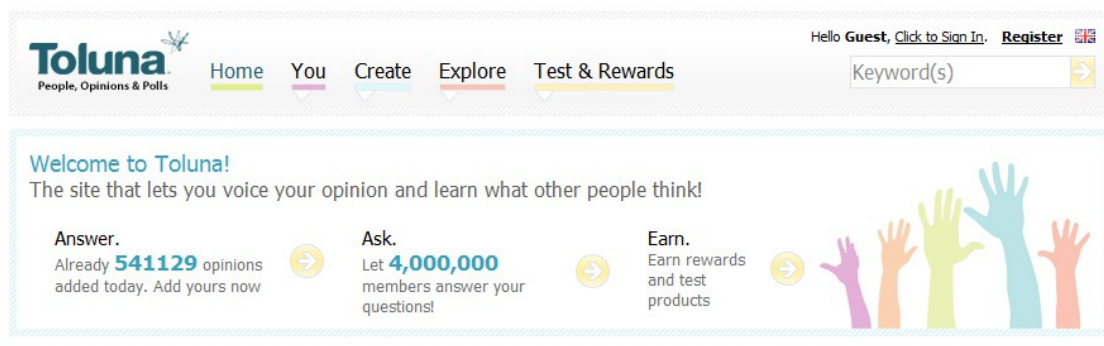 Hello Guest, Click to Sign In. Register
Toluna
People, Opinions & Polls
Home You Create Explore Test & Rewards
Keyword(s)
Welcome to Toluna!
The site that lets you voice your opinion and learn what other people think!
Answer.
Already 541129 opinions
added today. Add yours now
Ask.
Let 4,000,000
members answer your
questions!
Earn.
Earn rewards
and test
products